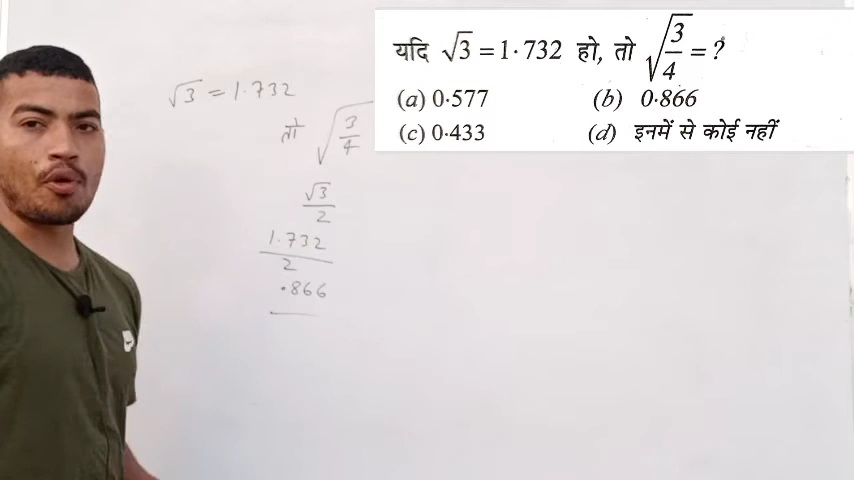 यदि √3 = 1·732 हो, तो √(3/4) = ?
(a) 0·577 (b) 0·866
(c) 0·433 (d) इनमें से कोई नहीं
√3 = 1.732
तो √(3/4)
√3/2
1.732/2
.866